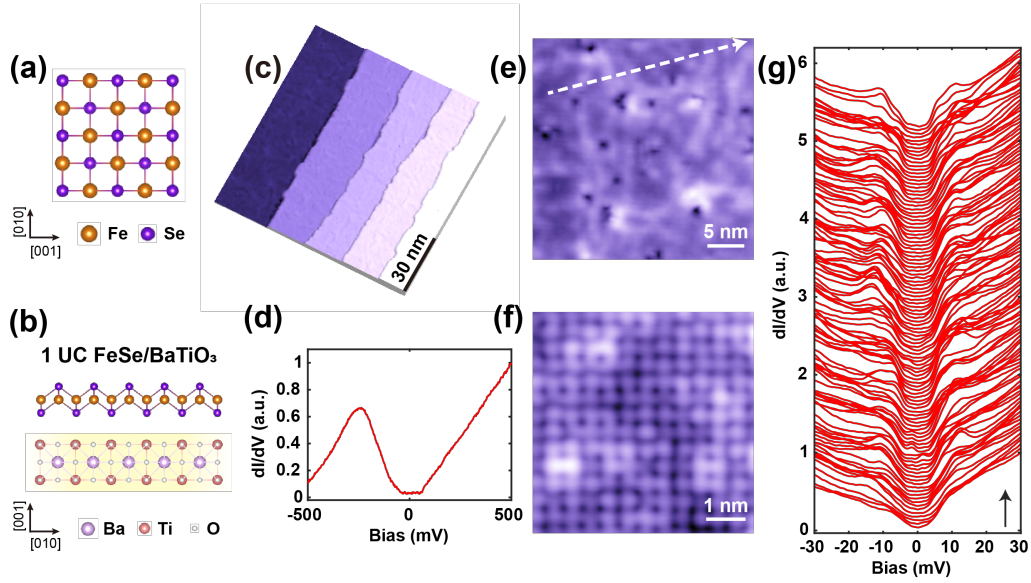 (a)
[010]
[001]
Fe
Se
(b)
1 UC FeSe/BaTiO₃
[001]
[010]
Ba
Ti
O
(c)
30 nm
(d)
1
0.8
0.6
0.4
0.2
0
dI/dV (a.u.)
-500
0
500
Bias (mV)
(e)
5 nm
(f)
1 nm
(g)
6
5
4
3
2
1
0
dI/dV (a.u.)
-30
-20
-10
0
10
20
30
Bias (mV)